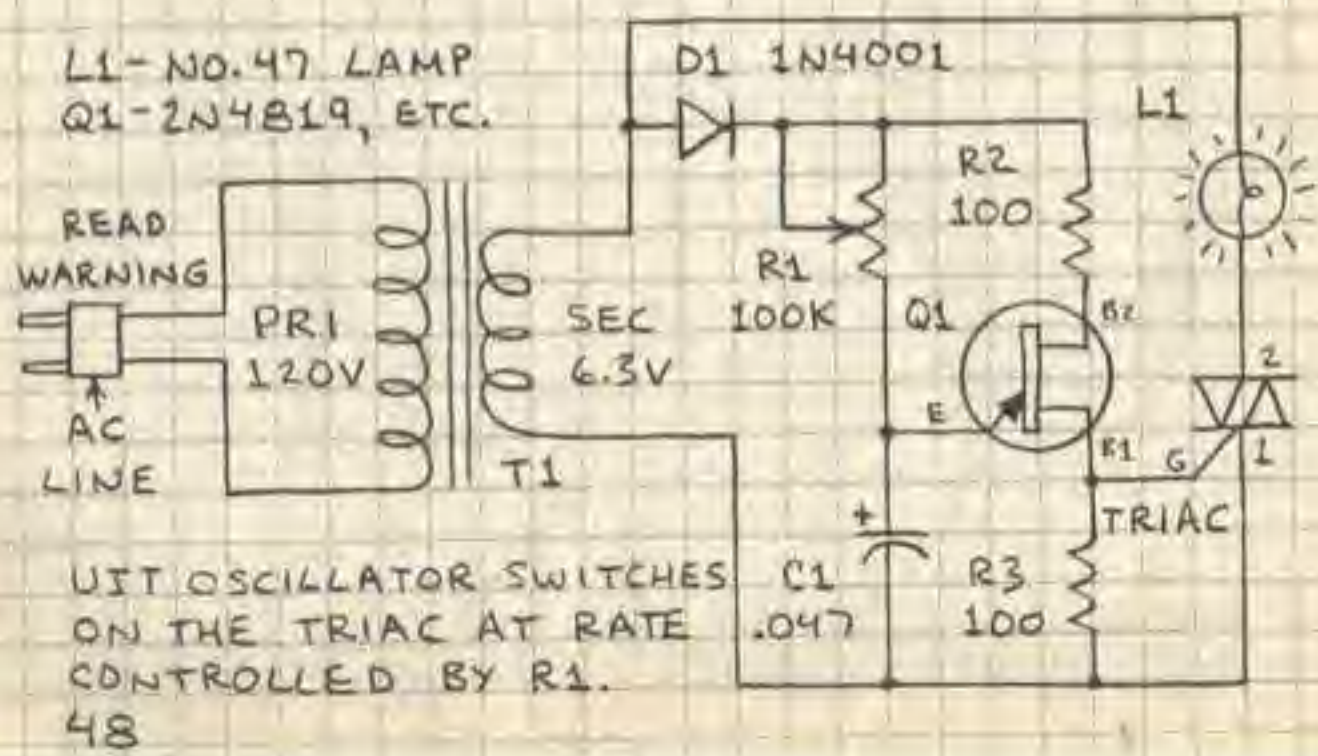 L1-NO.47 LAMP
Q1-2N4819, ETC.
READ
WARNING
AC
LINE
PRI
120V
SEC
6.3V
T1
D1 1N4001
R1
100K
R2
100
Q1
B2
E
B1
G
L1
2
1
TRIAC
+
C1
.047
R3
100
UJT OSCILLATOR SWITCHES
ON THE TRIAC AT RATE
CONTROLLED BY R1.
48